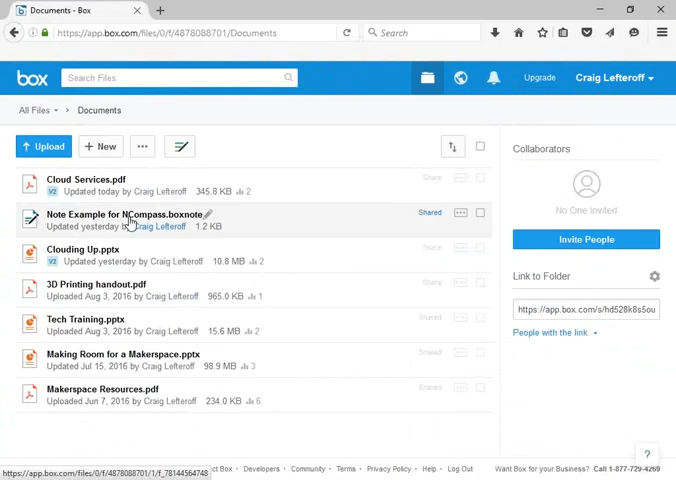 Documents - Box
https://app.box.com/files/0/f/4878088701/Documents
Search
box
Search Files
Upgrade
Craig Lefteroff
All Files
Documents
Upload
+ New
Cloud Services.pdf
V2 Updated today by Craig Lefteroff 345.8 KB 2
Share
Note Example for NCompass.boxnote
Updated yesterday by Craig Lefteroff 1.2 KB
Shared
Clouding Up.pptx
V2 Updated yesterday by Craig Lefteroff 10.8 MB 2
Share
3D Printing handout.pdf
Uploaded Aug 3, 2016 by Craig Lefteroff 965.0 KB 1
Share
Tech Training.pptx
Uploaded Aug 3, 2016 by Craig Lefteroff 15.6 MB 2
Share
Making Room for a Makerspace.pptx
Updated Jul 15, 2016 by Craig Lefteroff 98.9 MB 3
Shared
Makerspace Resources.pdf
Uploaded Jun 7, 2016 by Craig Lefteroff 234.0 KB 6
Shared
Collaborators
No One Invited
Invite People
Link to Folder
https://app.box.com/s/hd528k8s5ou
People with the link
?
https://app.box.com/files/0/f/4878088701/1/f_78144564748
Box
Developers
Community
Terms
Privacy Policy
Help
Log Out
Want Box for your Business? Call 1-877-729-4269